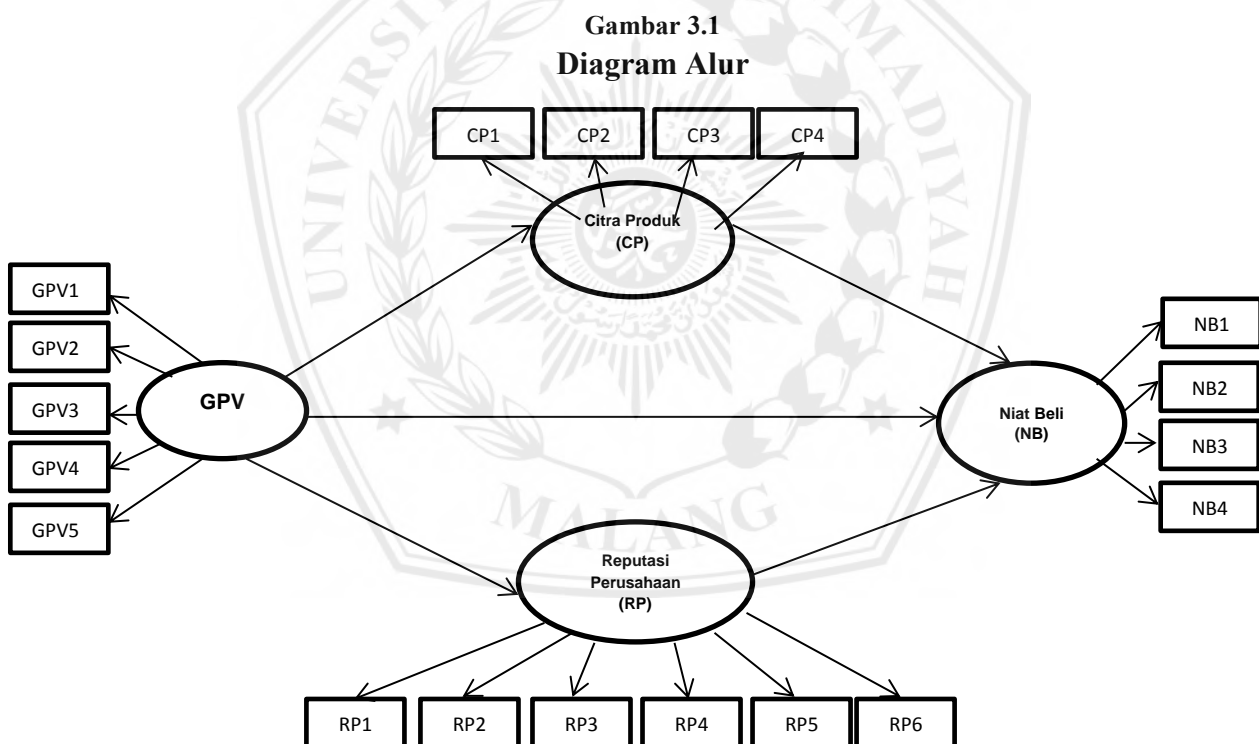 Gambar 3.1
Diagram Alur
CP1
CP2
CP3
CP4
Citra Produk
(CP)
GPV1
GPV2
GPV3
GPV4
GPV5
GPV
Niat Beli
(NB)
NB1
NB2
NB3
NB4
Reputasi
Perusahaan
(RP)
RP1
RP2
RP3
RP4
RP5
RP6
MALANG